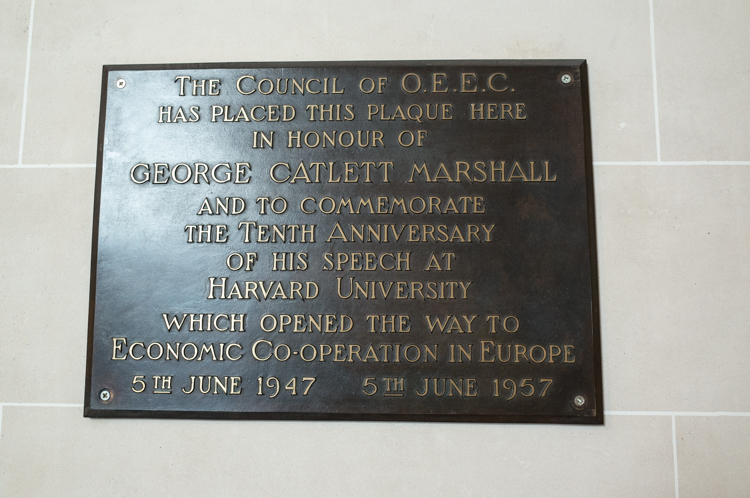 The Council of O.E.E.C.
has placed this plaque here
in honour of
GEORGE CATLETT MARSHALL
and to commemorate
the Tenth Anniversary
of his speech at
Harvard University
which opened the way to
Economic Co-operation in Europe
5TH June 1947 5TH June 1957